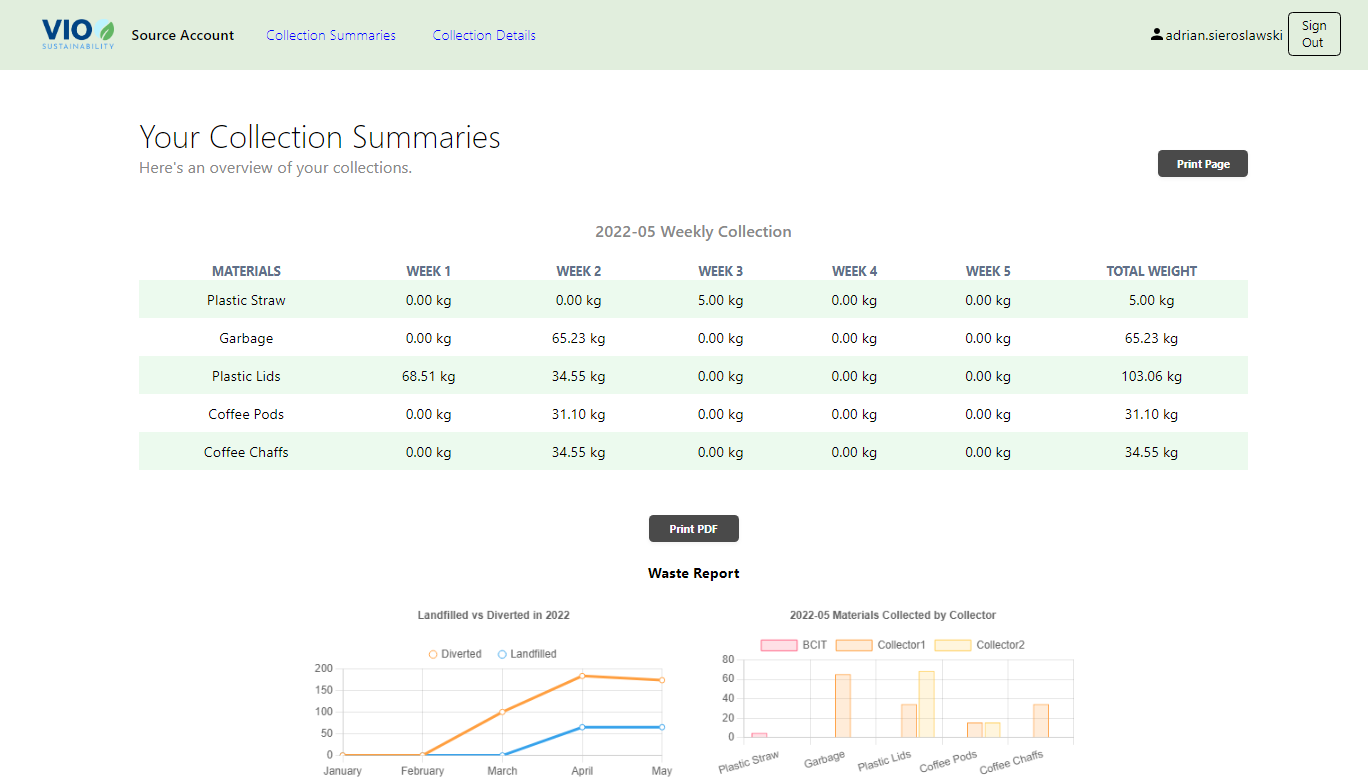 VIO
SUSTAINABILITY
Source Account
Collection Summaries
Collection Details
adrian.sieroslawski
Sign
Out
Your Collection Summaries
Here's an overview of your collections.
Print Page
2022-05 Weekly Collection
MATERIALS WEEK 1 WEEK 2 WEEK 3 WEEK 4 WEEK 5 TOTAL WEIGHT
Plastic Straw 0.00 kg 0.00 kg 5.00 kg 0.00 kg 0.00 kg 5.00 kg
Garbage 0.00 kg 65.23 kg 0.00 kg 0.00 kg 0.00 kg 65.23 kg
Plastic Lids 68.51 kg 34.55 kg 0.00 kg 0.00 kg 0.00 kg 103.06 kg
Coffee Pods 0.00 kg 31.10 kg 0.00 kg 0.00 kg 0.00 kg 31.10 kg
Coffee Chaffs 0.00 kg 34.55 kg 0.00 kg 0.00 kg 0.00 kg 34.55 kg
Print PDF
Waste Report
Landfilled vs Diverted in 2022
Diverted Landfilled
200
150
100
50
0
January February March April May
2022-05 Materials Collected by Collector
BCIT Collector1 Collector2
80
60
40
20
0
Plastic Straw Garbage Plastic Lids Coffee Pods Coffee Chaffs